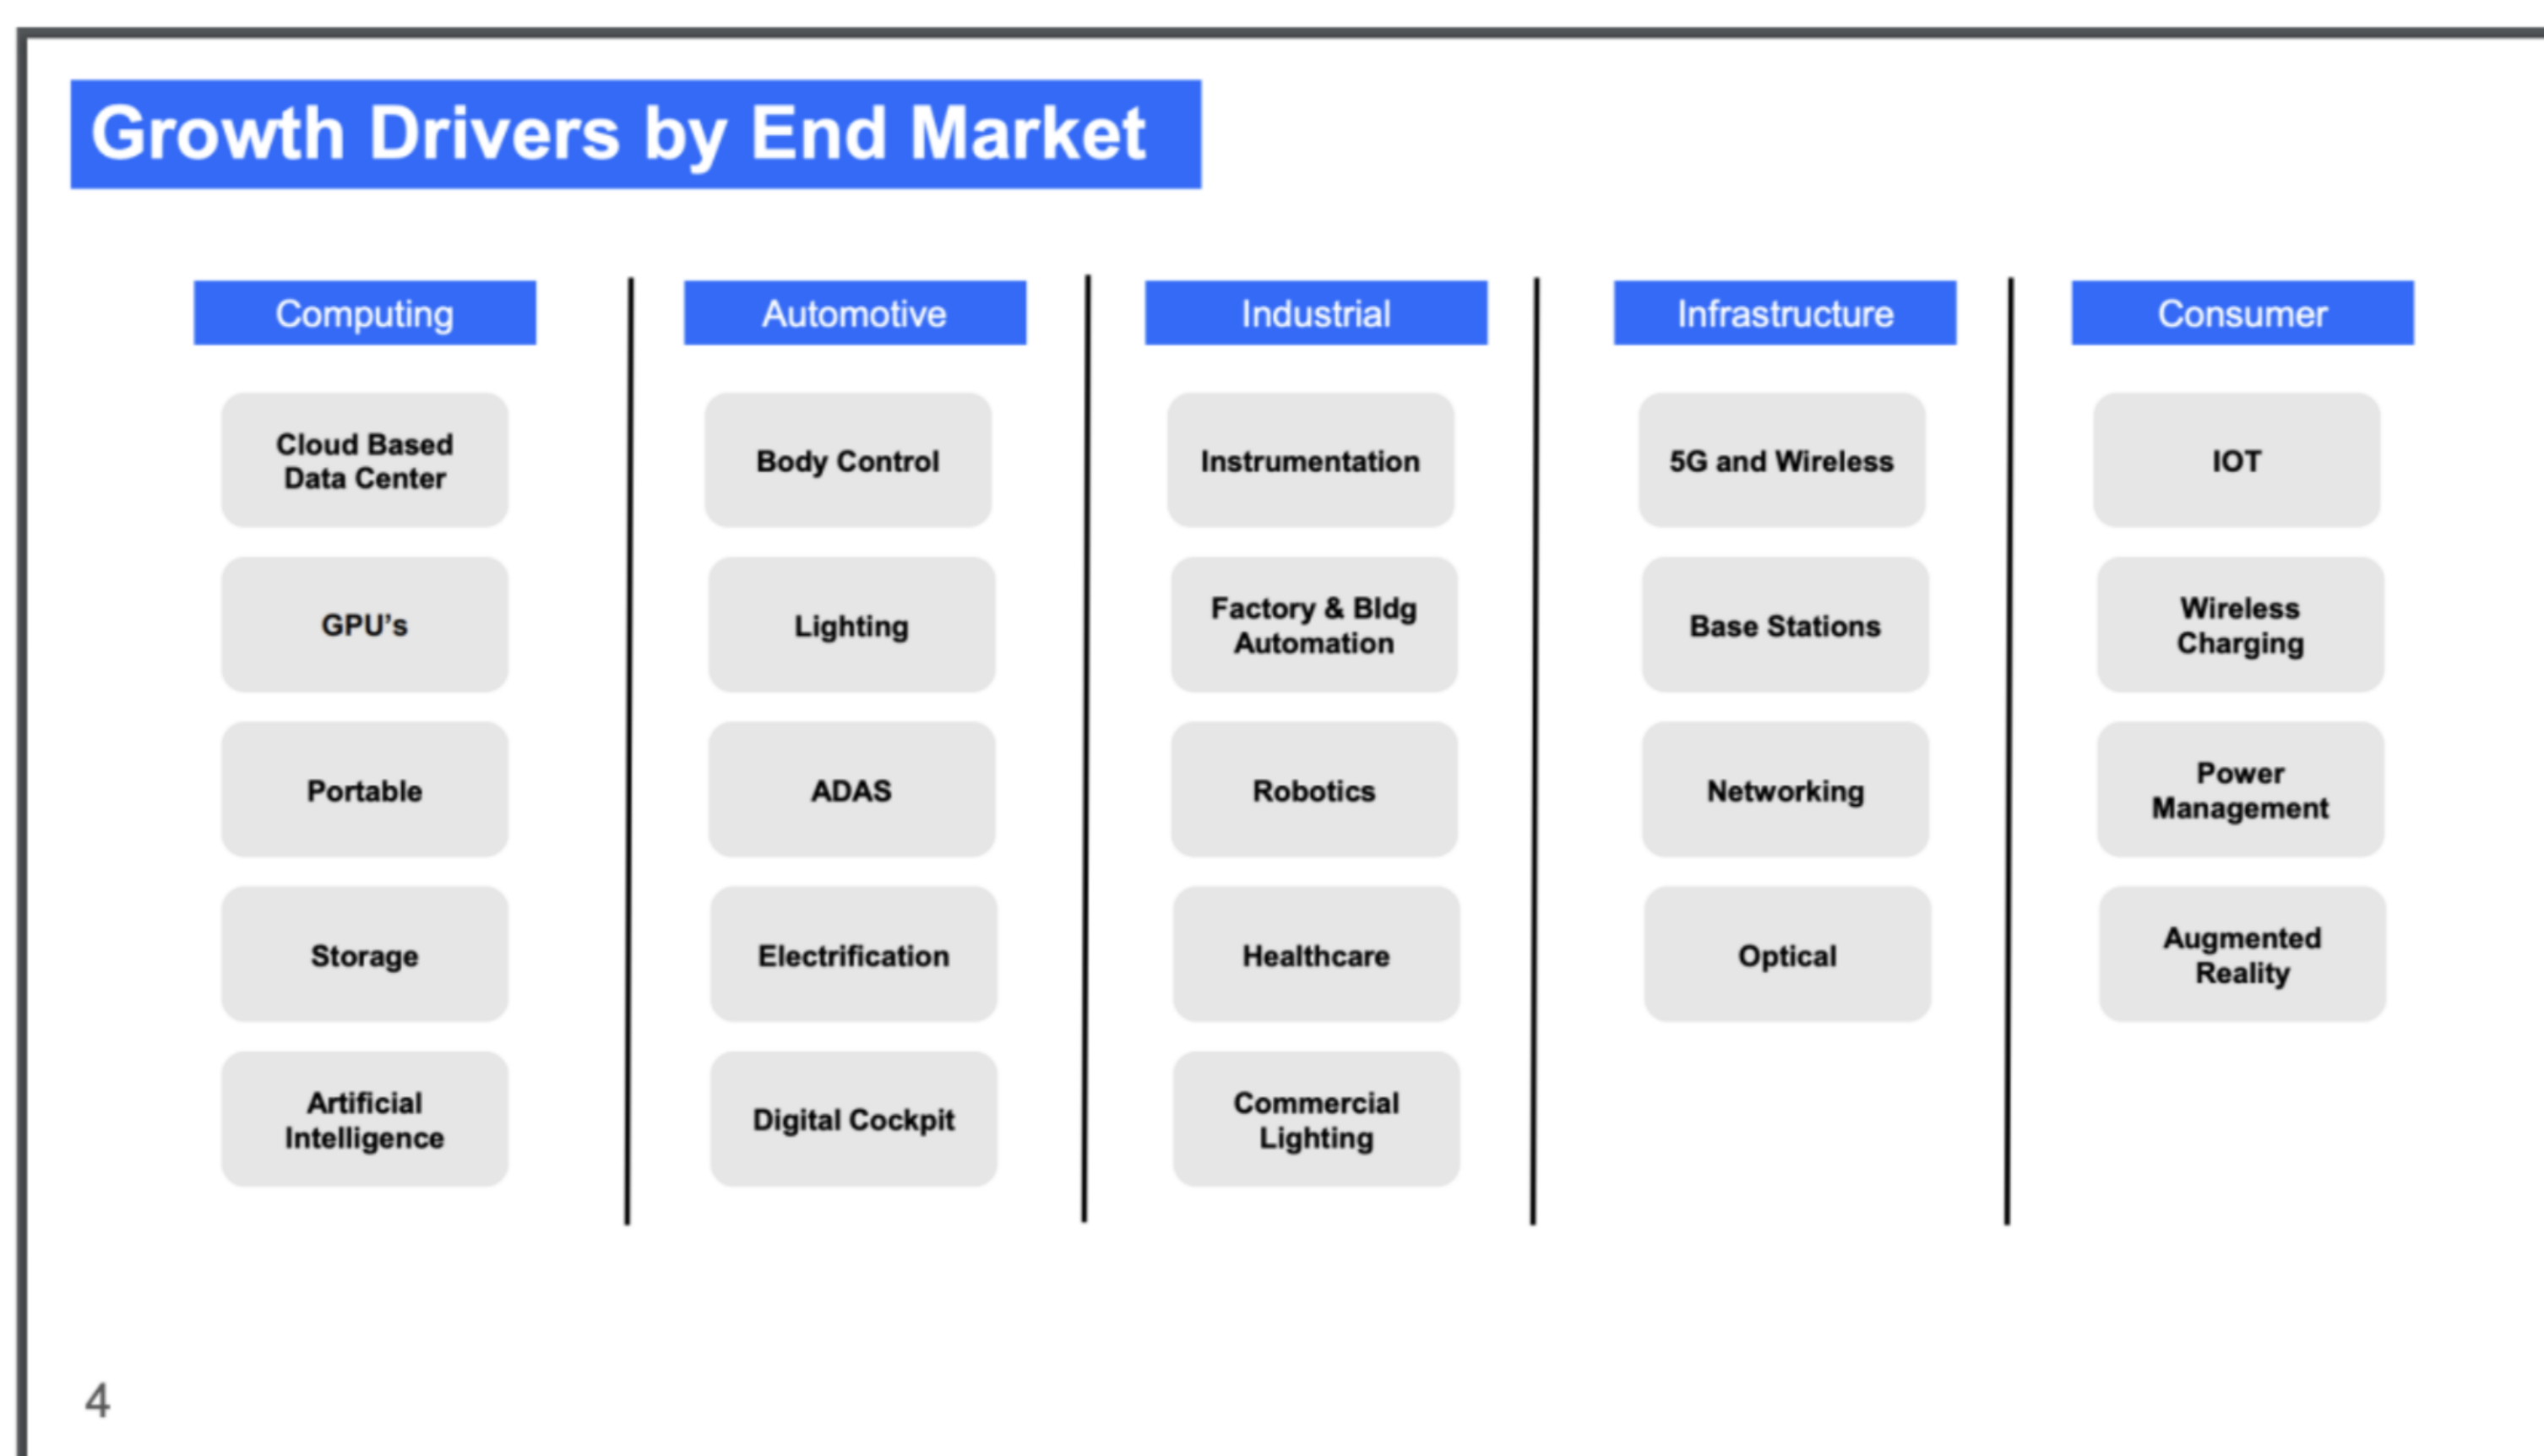 Growth Drivers by End Market
Computing
Cloud Based
Data Center
GPU's
Portable
Storage
Artificial
Intelligence
Automotive
Body Control
Lighting
ADAS
Electrification
Digital Cockpit
Industrial
Instrumentation
Factory & Bldg
Automation
Robotics
Healthcare
Commercial
Lighting
Infrastructure
5G and Wireless
Base Stations
Networking
Optical
Consumer
IOT
Wireless
Charging
Power
Management
Augmented
Reality
4